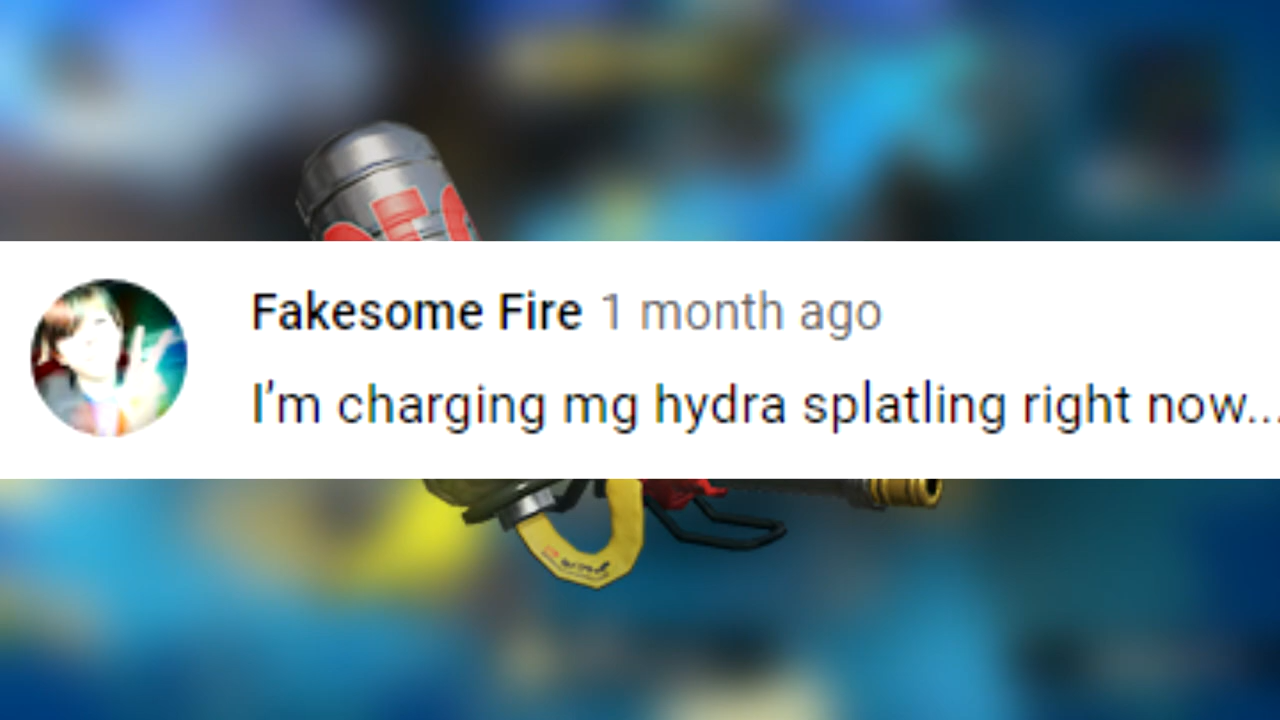 Fakesome Fire 1 month ago
I'm charging mg hydra splatling right now...